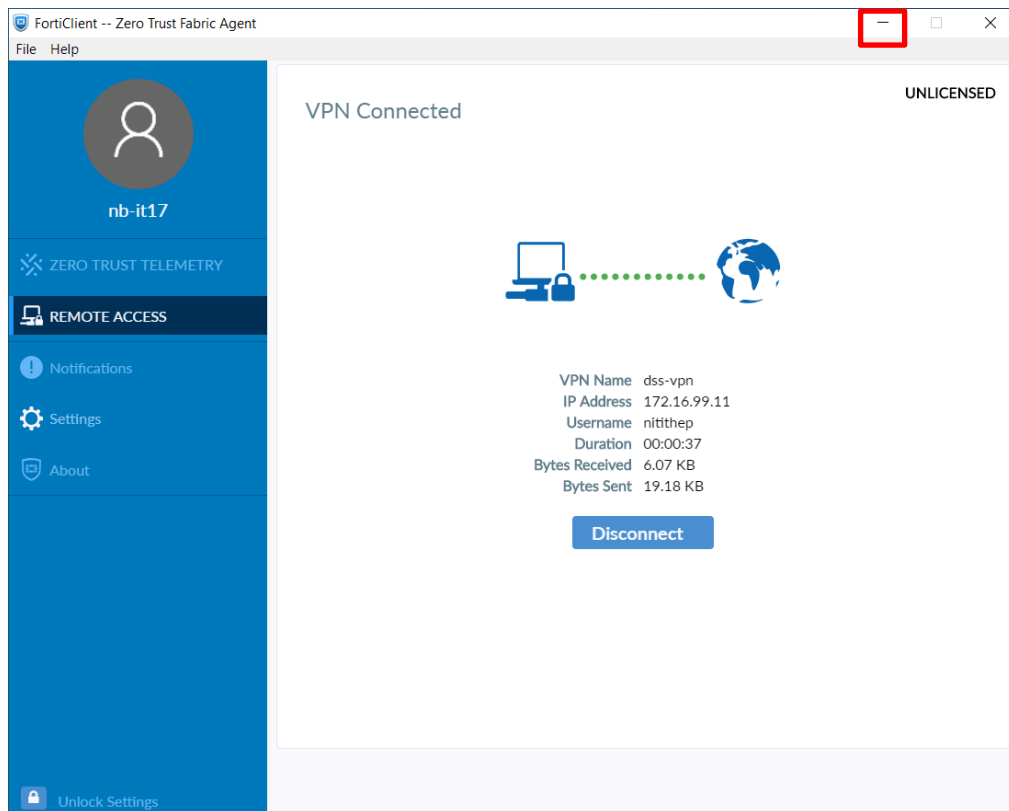 FortiClient -- Zero Trust Fabric Agent
File Help
UNLICENSED
VPN Connected
nb-it17
ZERO TRUST TELEMETRY
REMOTE ACCESS
Notifications
Settings
About
VPN Name dss-vpn
IP Address 172.16.99.11
Username nitithep
Duration 00:00:37
Bytes Received 6.07 KB
Bytes Sent 19.18 KB
Disconnect
Unlock Settings